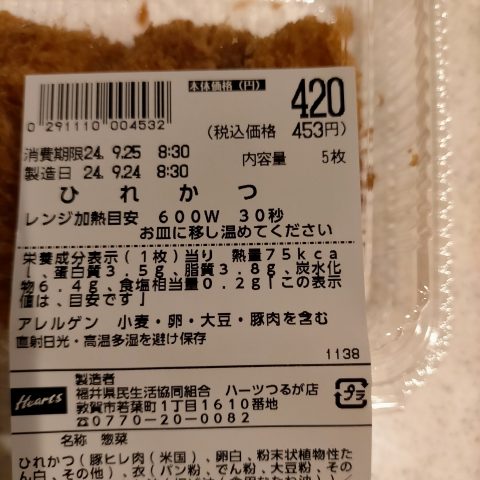 本体価格(円) 420
0 291110 004532
(税込価格 453円)
消費期限24. 9.25 8:30
内容量 5枚
製造日 24. 9.24 8:30
ひれかつ
レンジ加熱目安 600W 30秒
お皿に移し温めてください
栄養成分表示(1枚)当り 熱量75kca
l、蛋白質3.5g、脂質3.8g、炭水化
物6.4g、食塩相当量0.2g「この表示
値は、目安です」
アレルゲン 小麦・卵・大豆・豚肉を含む
直射日光・高温多湿を避け保存
1138
Hearts
製造者
福井県民生活協同組合 ハーツつるが店
敦賀市若葉町1丁目1610番地
☎0770-20-0082
プラ
名称 惣菜
ひれかつ(豚ヒレ肉(米国)、卵白、粉末状植物性た
ん白、その他)、衣(パン粉、でん粉、大豆粉、その